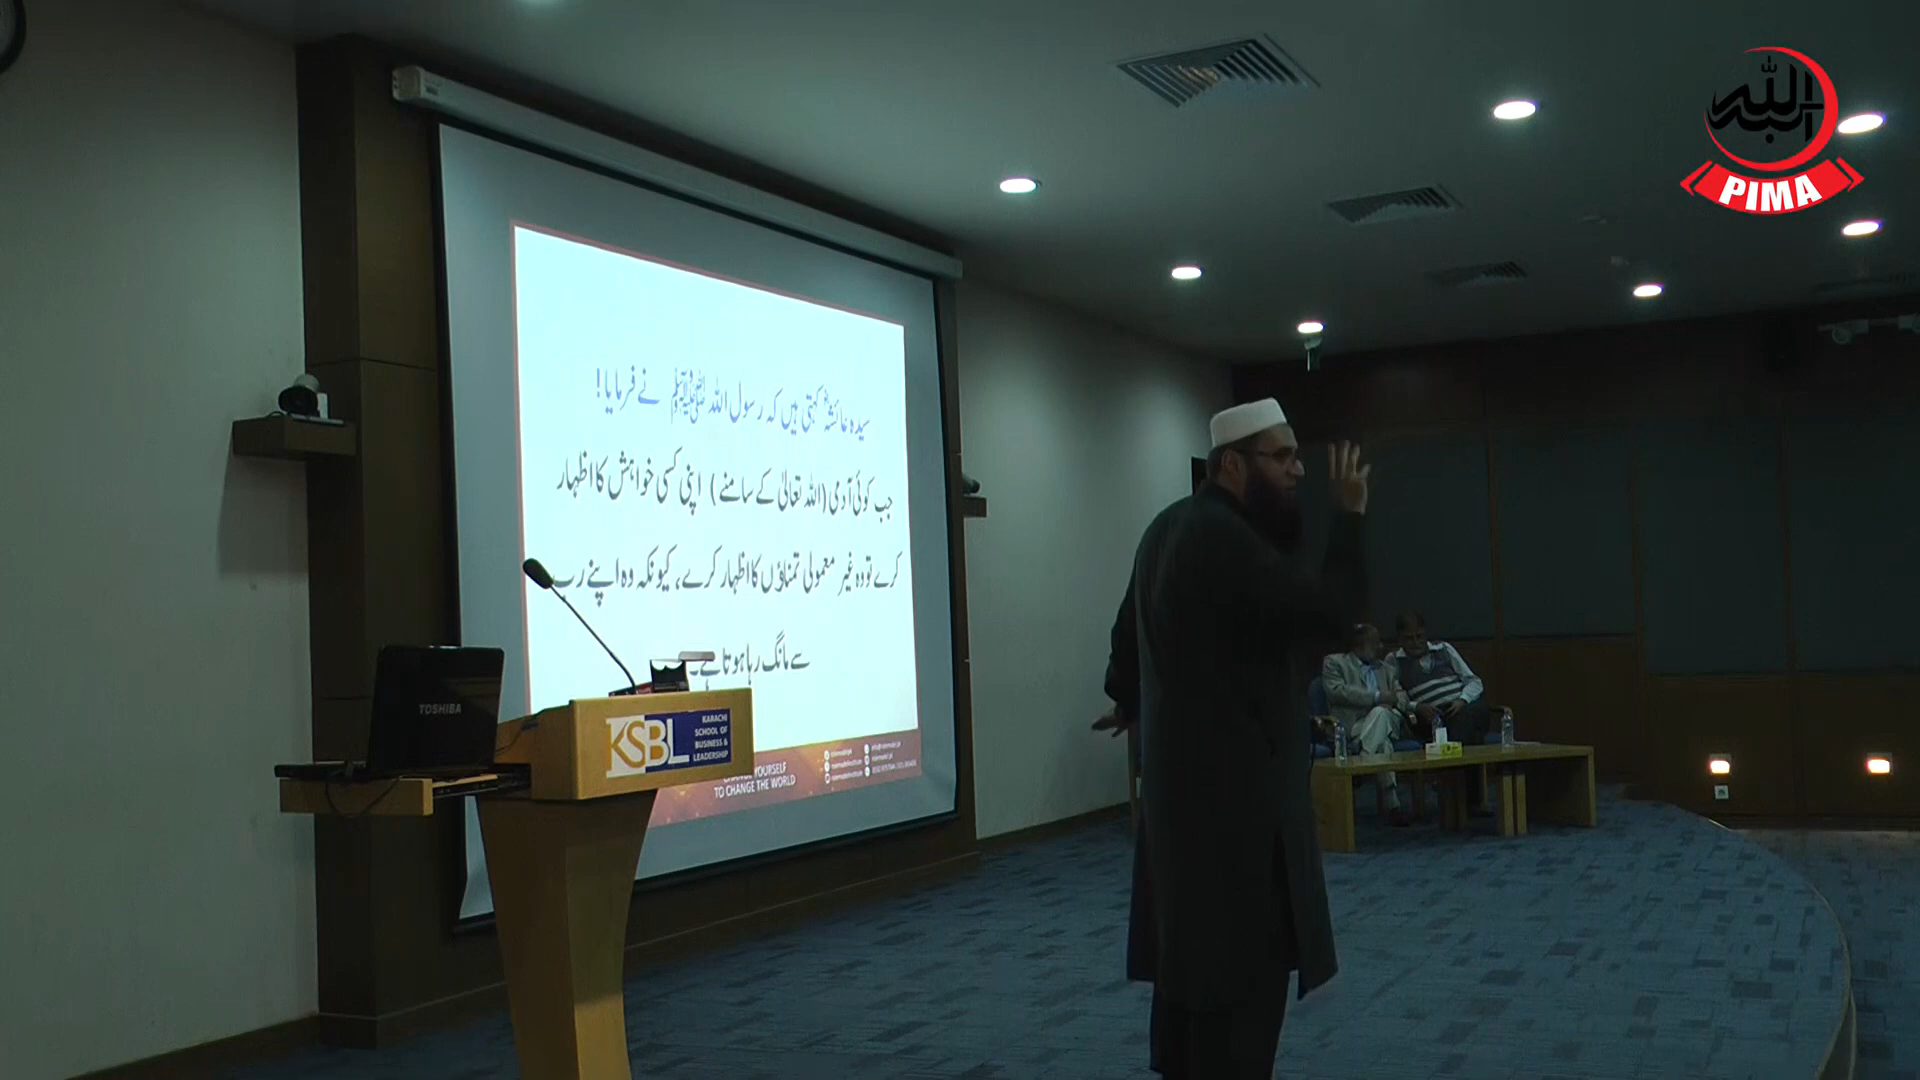 سیدہ عائشہؓ کہتی ہیں کہ رسول اللہ ﷺ نے فرمایا!
جب کوئی آدمی (اللہ تعالیٰ کے سامنے) اپنی کسی خواہش کا اظہار
کرے تو وہ غیر معمولی تمناؤں کا اظہار کرے، کیونکہ وہ اپنے رب
سے مانگ رہا ہوتا ہے۔
YOURSELF
TO CHANGE THE WORLD
TOSHIBA
KSBL
KARACHI
SCHOOL OF
BUSINESS &
LEADERSHIP
PIMA